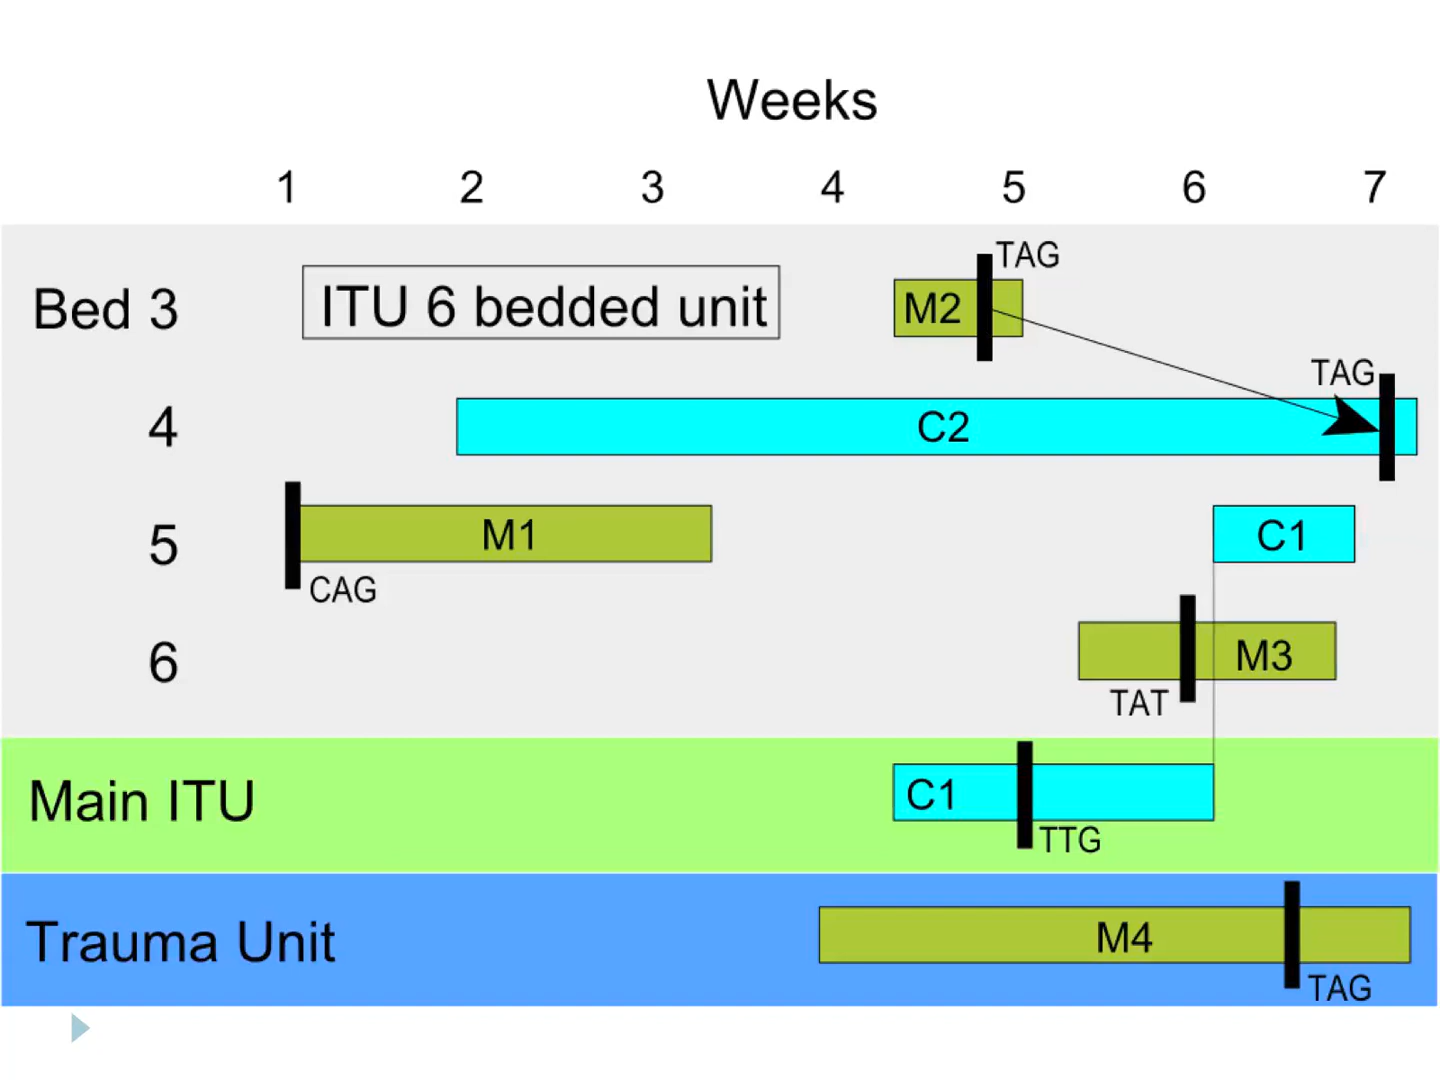 Weeks
1 2 3 4 5 6 7
TAG
Bed 3 ITU 6 bedded unit M2
TAG
4 C2
5 M1 C1
CAG
6 M3
TAT
Main ITU C1
TTG
Trauma Unit M4
TAG